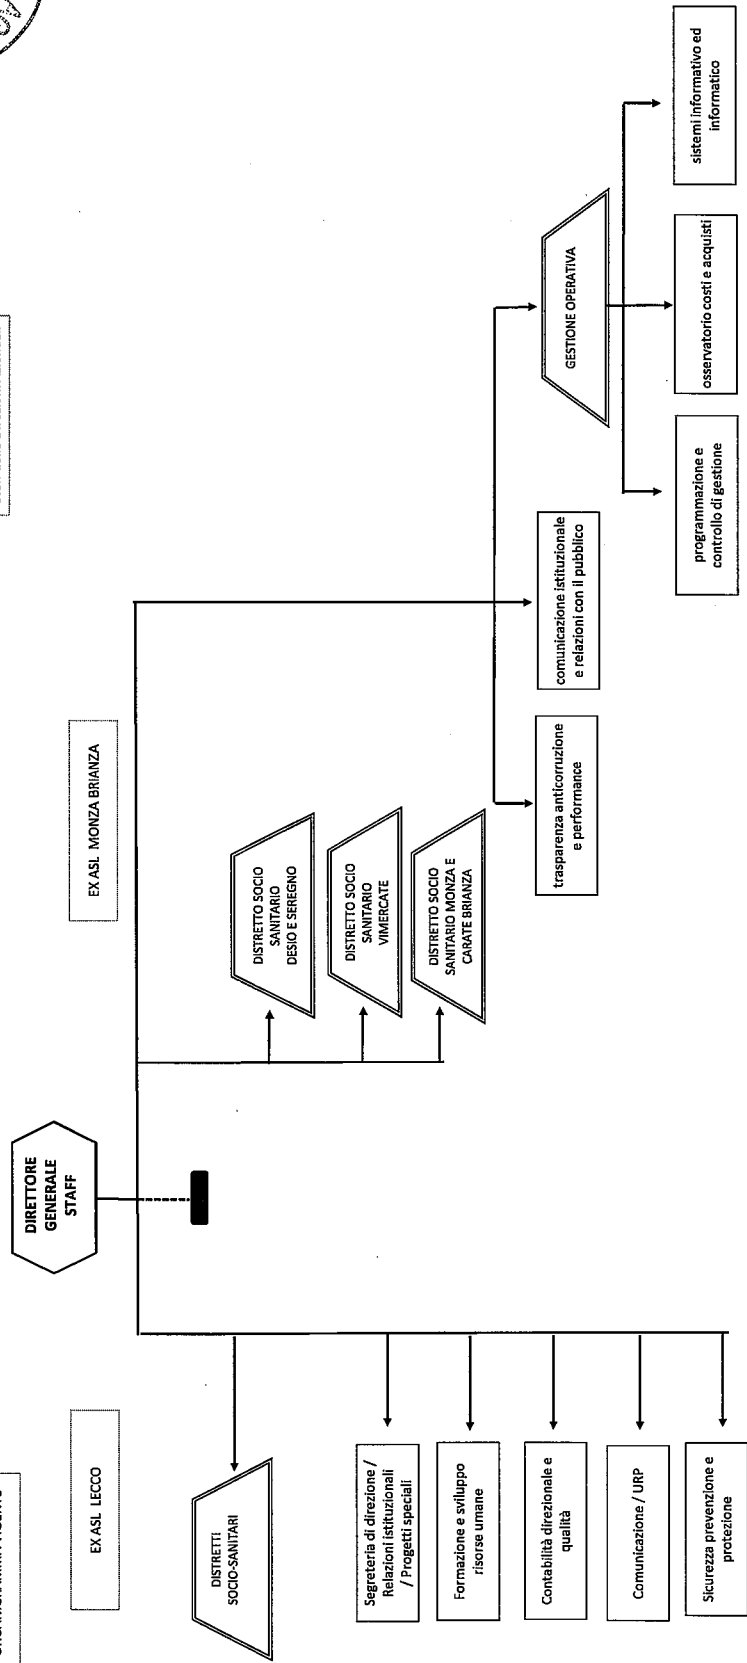 DIRETTORE
GENERALE
STAFF
EX ASL LECCO
EX ASL MONZA BRIANZA
DISTRETTI
SOCIO-SANITARI
Segreteria di direzione /
Relazioni istituzionali
/ Progetti speciali
Formazione e sviluppo
risorse umane
Contabilità direzionale e
qualità
Comunicazione / URP
Sicurezza prevenzione e
protezione
DISTRETTO SOCIO
SANITARIO
DESIO E SEREGNO
DISTRETTO SOCIO
SANITARIO
VIMERCATE
DISTRETTO SOCIO
SANITARIO MONZA E
CARATE BRIANZA
trasparenza anticorruzione
e performance
comunicazione istituzionale
e relazioni con il pubblico
GESTIONE OPERATIVA
programmazione e
controllo di gestione
osservatorio costi e acquisti
sistemi informativo ed
informatico